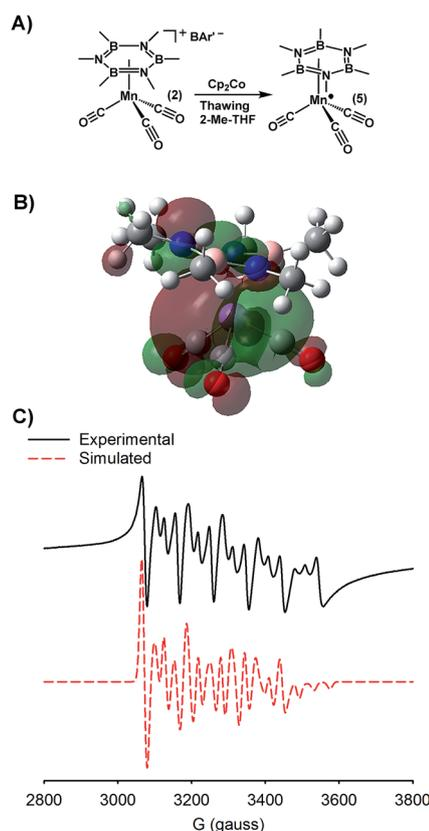 A)
BAr'
+
−
B
N
N
B
B
N
Mn
(2)
C
O
C
O
C
O
Cp2Co
Thawing
2-Me-THF
B
N
N
B
B
N
Mn
(5)
C
O
C
O
C
O
B)
C)
Experimental
Simulated
2800 3000 3200 3400 3600 3800
G (gauss)